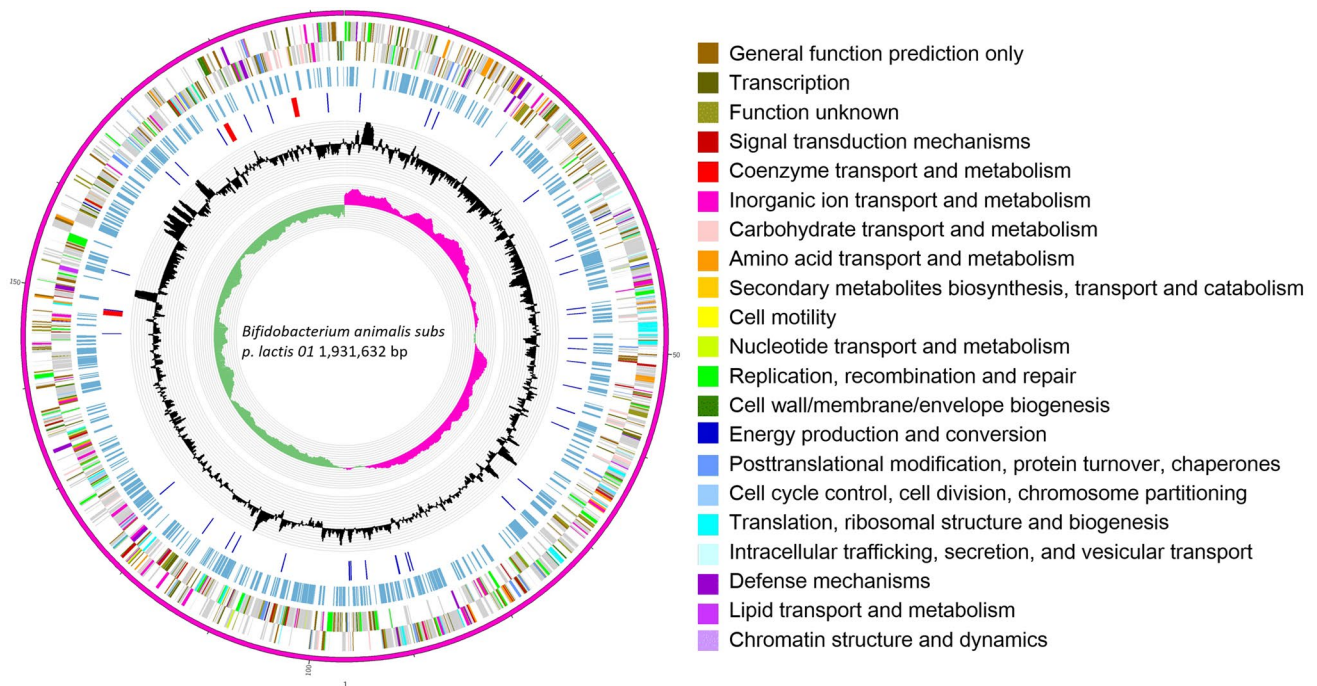 Bifidobacterium animalis subs
p. lactis 01 1,931,632 bp
150
50
100
1
General function prediction only
Transcription
Function unknown
Signal transduction mechanisms
Coenzyme transport and metabolism
Inorganic ion transport and metabolism
Carbohydrate transport and metabolism
Amino acid transport and metabolism
Secondary metabolites biosynthesis, transport and catabolism
Cell motility
Nucleotide transport and metabolism
Replication, recombination and repair
Cell wall/membrane/envelope biogenesis
Energy production and conversion
Posttranslational modification, protein turnover, chaperones
Cell cycle control, cell division, chromosome partitioning
Translation, ribosomal structure and biogenesis
Intracellular trafficking, secretion, and vesicular transport
Defense mechanisms
Lipid transport and metabolism
Chromatin structure and dynamics